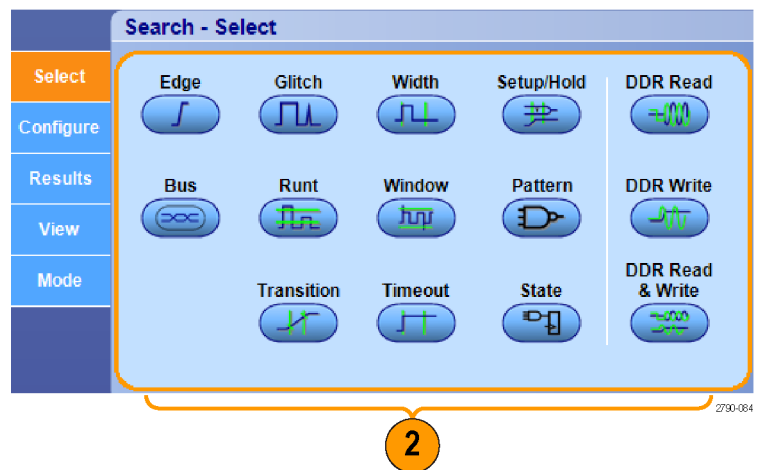 Search - Select
Select
Configure
Results
View
Mode
Edge
Glitch
Width
Setup/Hold
DDR Read
Bus
Runt
Window
Pattern
DDR Write
Transition
Timeout
State
DDR Read
& Write
2790-084
2